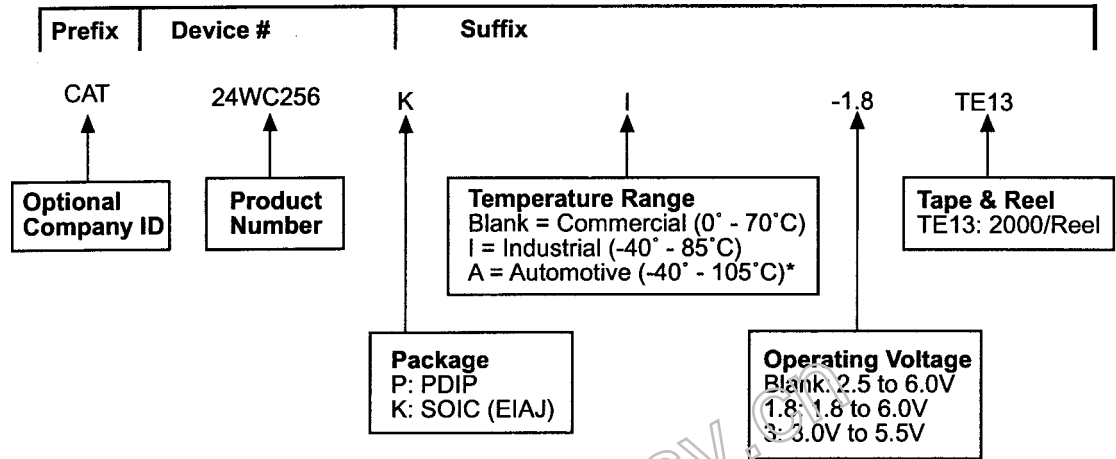 Prefix Device # Suffix
CAT 24WC256 K I -1.8 TE13
Optional
Company ID
Product
Number
Temperature Range
Blank = Commercial (0˚ - 70˚C)
I = Industrial (-40˚ - 85˚C)
A = Automotive (-40˚ - 105˚C)*
Tape & Reel
TE13: 2000/Reel
Package
P: PDIP
K: SOIC (EIAJ)
Operating Voltage
Blank: 2.5 to 6.0V
1.8: 1.8 to 6.0V
3: 3.0V to 5.5V